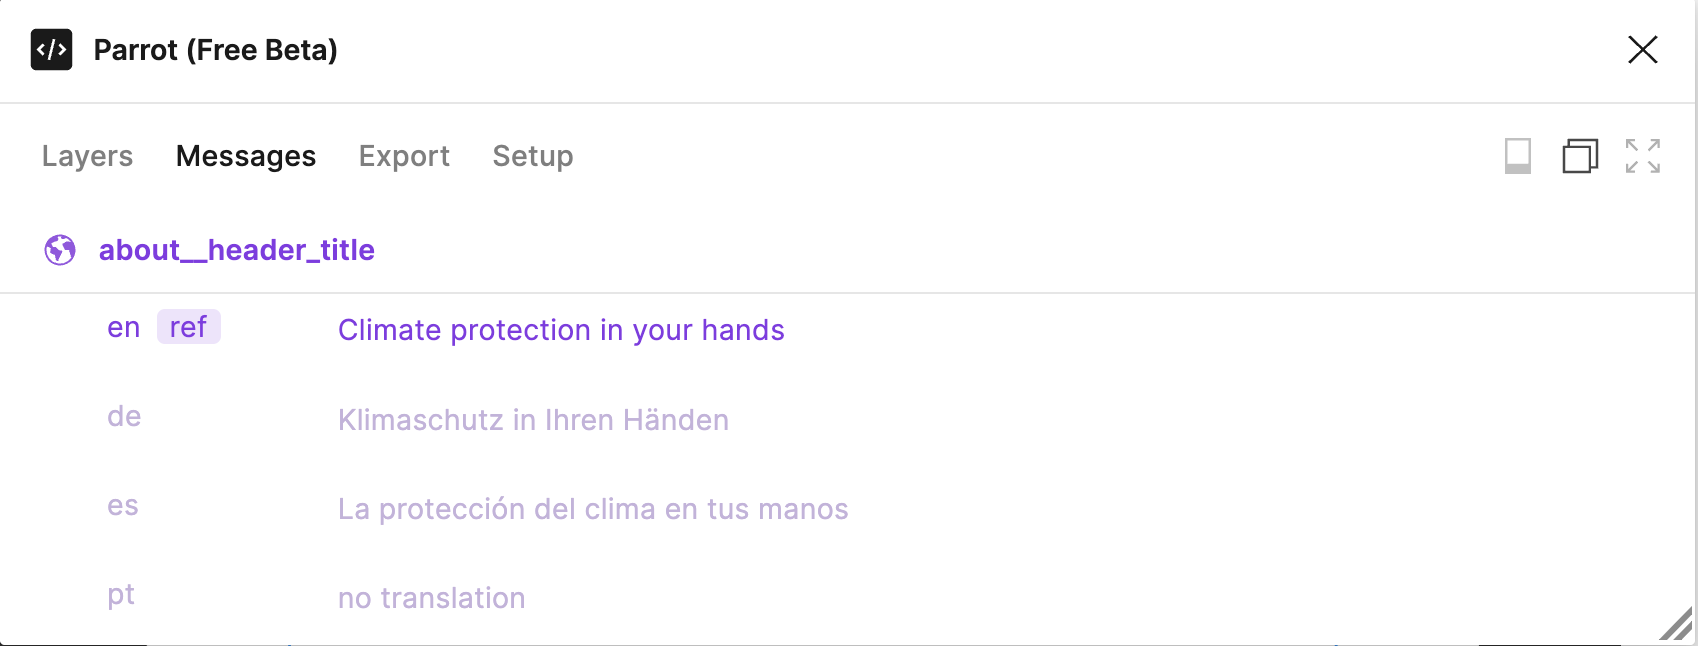 </> Parrot (Free Beta)
Layers Messages Export Setup
about__header_title
en ref Climate protection in your hands
de Klimaschutz in Ihren Händen
es La protección del clima en tus manos
pt no translation